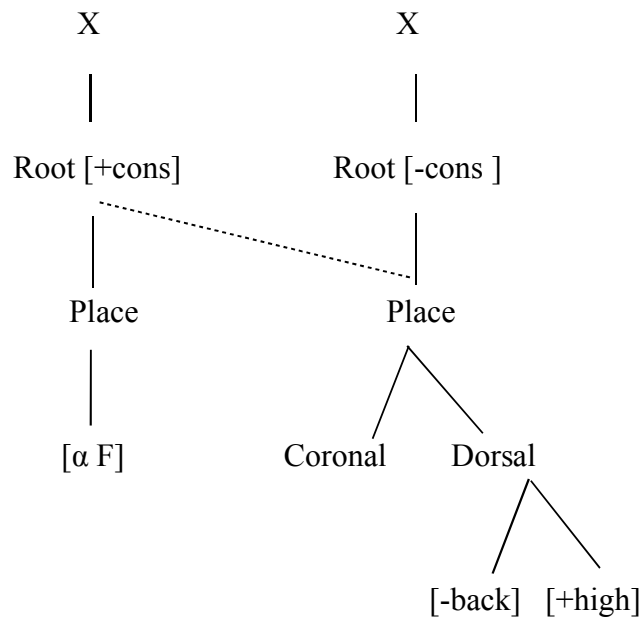 X X
Root [+cons] Root [-cons ]
Place Place
[α F] Coronal Dorsal
[-back] [+high]